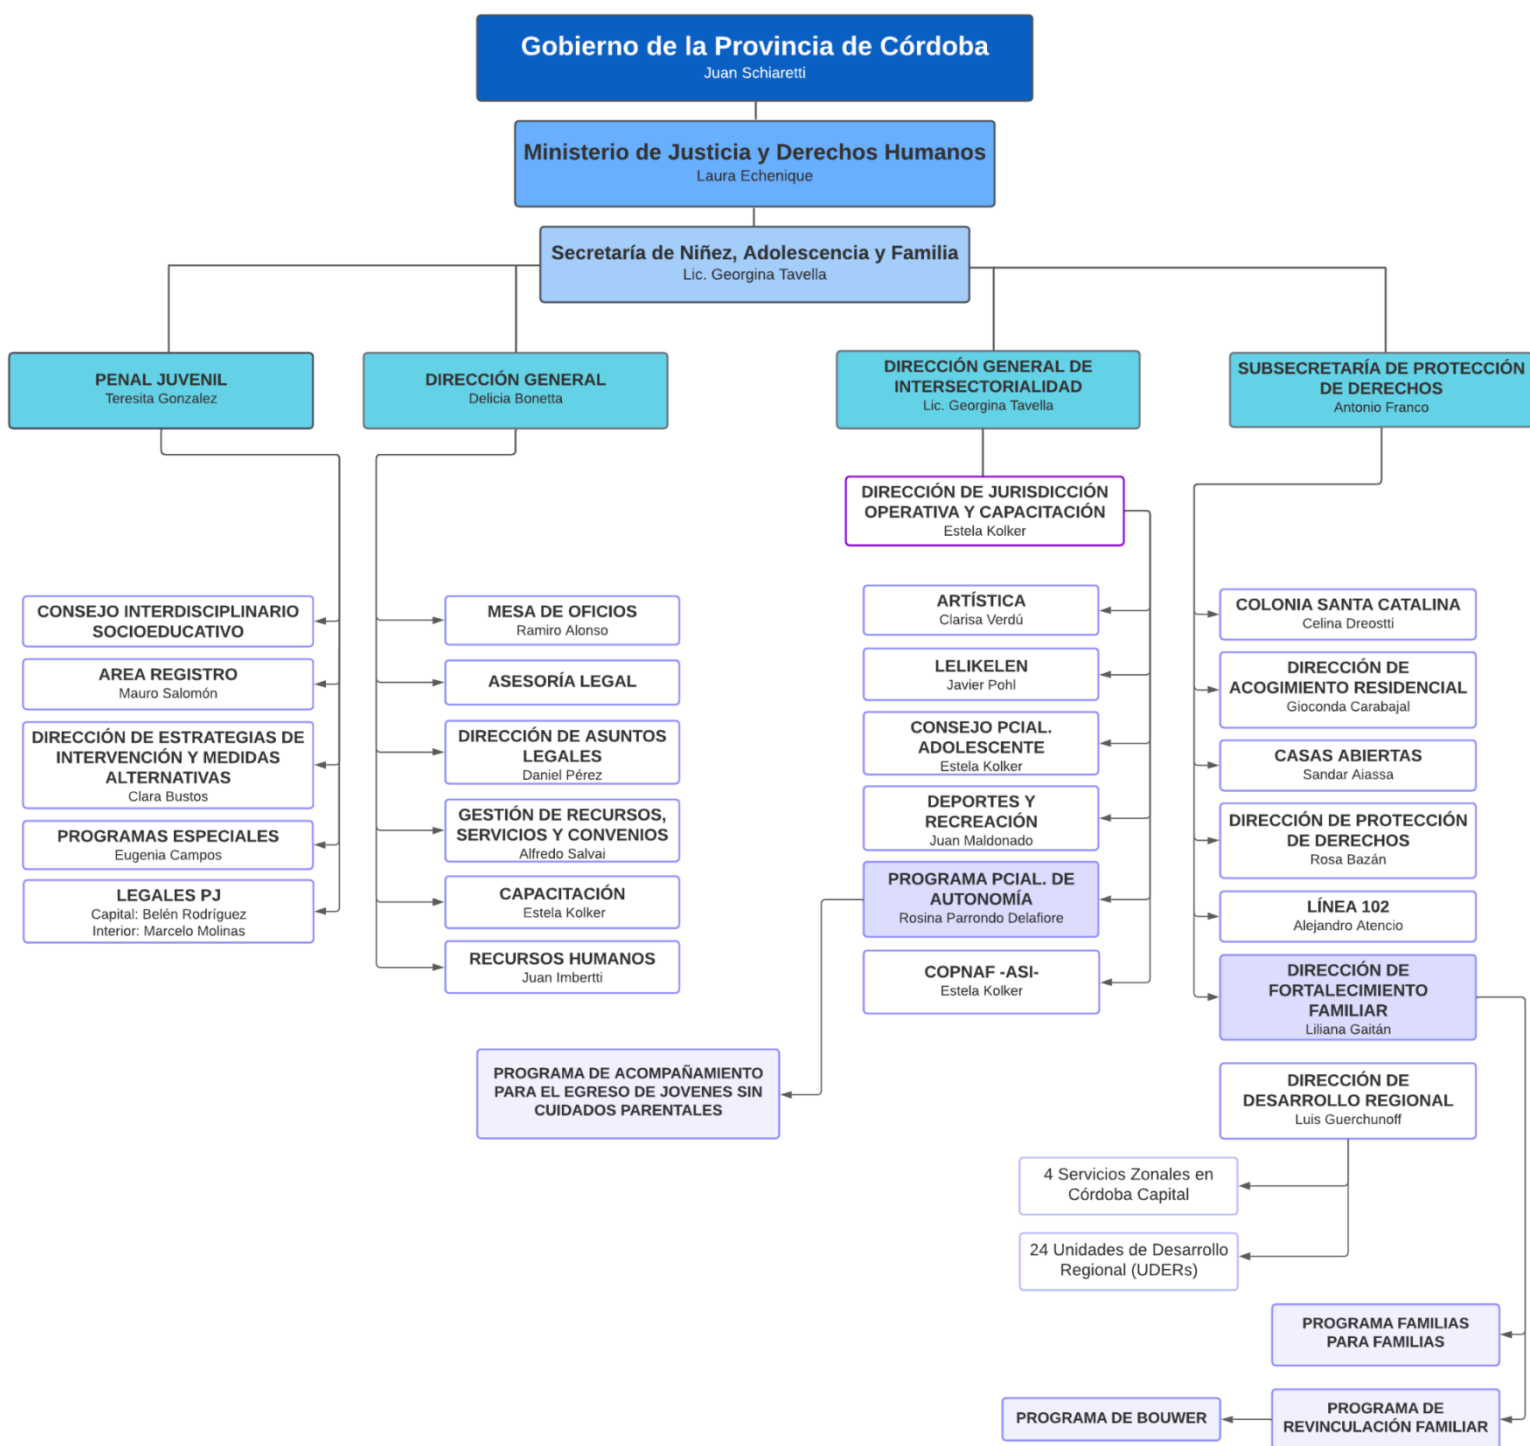 Gobierno de la Provincia de Córdoba
Juan Schiaretti
Ministerio de Justicia y Derechos Humanos
Laura Echenique
Secretaría de Niñez, Adolescencia y Familia
Lic. Georgina Tavella
PENAL JUVENIL
Teresita Gonzalez
DIRECCIÓN GENERAL
Delicia Bonetta
DIRECCIÓN GENERAL DE
INTERSECTORIALIDAD
Lic. Georgina Tavella
SUBSECRETARÍA DE PROTECCIÓN
DE DERECHOS
Antonio Franco
CONSEJO INTERDISCIPLINARIO
SOCIOEDUCATIVO
AREA REGISTRO
Mauro Salomón
DIRECCIÓN DE ESTRATEGIAS DE
INTERVENCIÓN Y MEDIDAS
ALTERNATIVAS
Clara Bustos
PROGRAMAS ESPECIALES
Eugenia Campos
LEGALES PJ
Capital: Belén Rodríguez
Interior: Marcelo Molinas
MESA DE OFICIOS
Ramiro Alonso
ASESORÍA LEGAL
DIRECCIÓN DE ASUNTOS
LEGALES
Daniel Pérez
GESTIÓN DE RECURSOS,
SERVICIOS Y CONVENIOS
Alfredo Salvai
CAPACITACIÓN
Estela Kolker
RECURSOS HUMANOS
Juan Imbertti
DIRECCIÓN DE JURISDICCIÓN
OPERATIVA Y CAPACITACIÓN
Estela Kolker
ARTÍSTICA
Clarisa Verdú
LELIKELEN
Javier Pohl
CONSEJO PCIAL.
ADOLESCENTE
Estela Kolker
DEPORTES Y
RECREACIÓN
Juan Maldonado
PROGRAMA PCIAL. DE
AUTONOMÍA
Rosina Parrondo Delafiore
COPNAF -ASI-
Estela Kolker
PROGRAMA DE ACOMPAÑAMIENTO
PARA EL EGRESO DE JOVENES SIN
CUIDADOS PARENTALES
COLONIA SANTA CATALINA
Celina Dreostti
DIRECCIÓN DE
ACOGIMIENTO RESIDENCIAL
Gioconda Carabajal
CASAS ABIERTAS
Sandar Aiassa
DIRECCIÓN DE PROTECCIÓN
DE DERECHOS
Rosa Bazán
LÍNEA 102
Alejandro Atencio
DIRECCIÓN DE
FORTALECIMIENTO
FAMILIAR
Liliana Gaitán
DIRECCIÓN DE
DESARROLLO REGIONAL
Luis Guerchunoff
4 Servicios Zonales en
Córdoba Capital
24 Unidades de Desarrollo
Regional (UDERs)
PROGRAMA FAMILIAS
PARA FAMILIAS
PROGRAMA DE
REVINCULACIÓN FAMILIAR
PROGRAMA DE BOUWER